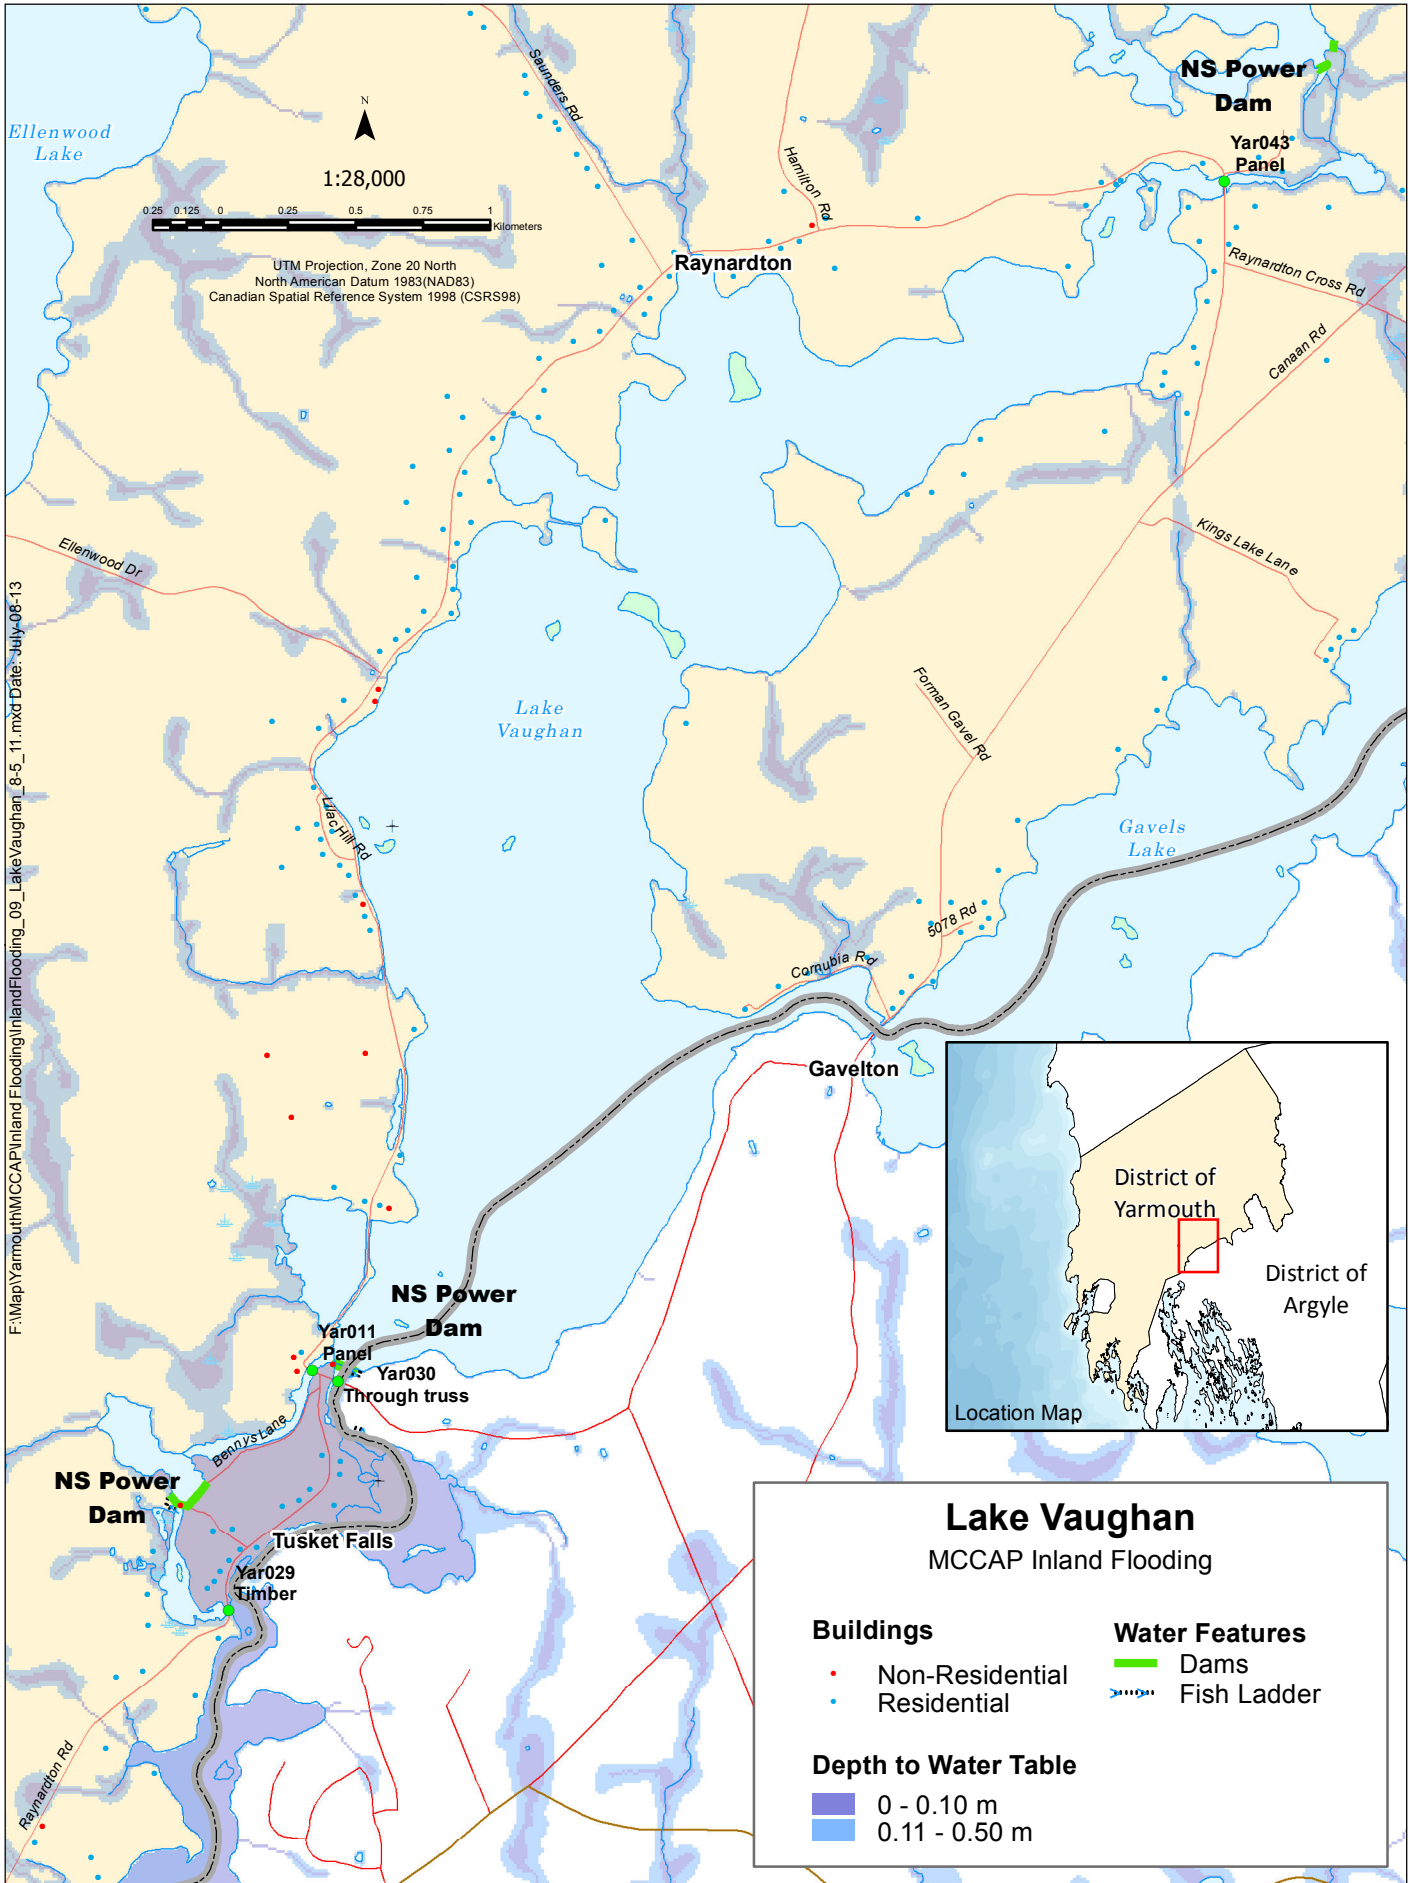 Ellenwood
Lake
N
1:28,000
0.25 0.125 0 0.25 0.5 0.75 1
Kilometers
UTM Projection, Zone 20 North
North American Datum 1983(NAD83)
Canadian Spatial Reference System 1998 (CSRS98)
Saunders Rd
Hamilton Rd
Raynardton
NS Power
Dam
Yar043
Panel
Raynardton Cross Rd
Canaan Rd
Kings Lake Lane
Ellenwood Dr
Lake
Vaughan
Forman Gavel Rd
Gavels
Lake
Lilac Hill Rd
5078 Rd
Cornubia Rd
Gavelton
NS Power
Dam
Yar011
Panel
Yar030
Through truss
Bennys Lane
NS Power
Dam
Tusket Falls
Yar029
Timber
Raynardton Rd
F:\Map\Yarmouth\MCCAP\Inland Flooding\InlandFlooding_09_LakeVaughan_8-5_11.mxd Date: July-08-13
District of
Yarmouth
District of
Argyle
Location Map
Lake Vaughan
MCCAP Inland Flooding
Buildings
Non-Residential
Residential
Water Features
Dams
Fish Ladder
Depth to Water Table
0 - 0.10 m
0.11 - 0.50 m